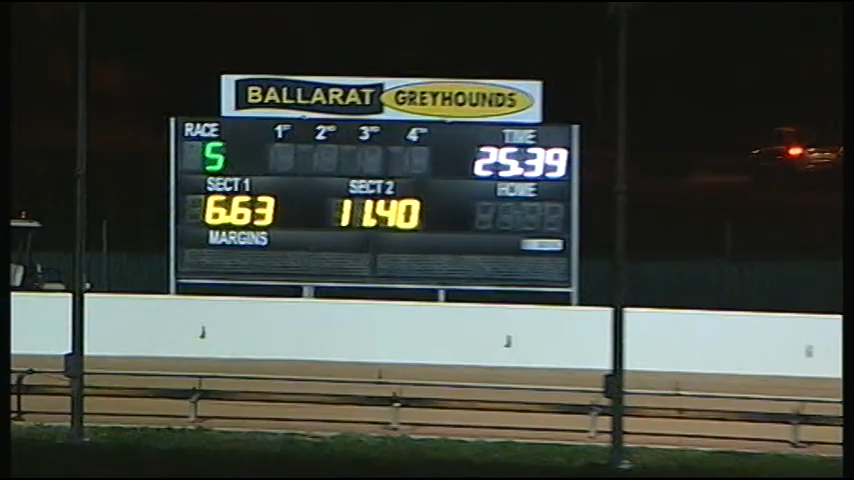 BALLARAT GREYHOUNDS
RACE 1ST 2ND 3RD 4TH TIME
5 25.39
SECT 1 SECT 2 HOME
6.63 11.40
MARGINS